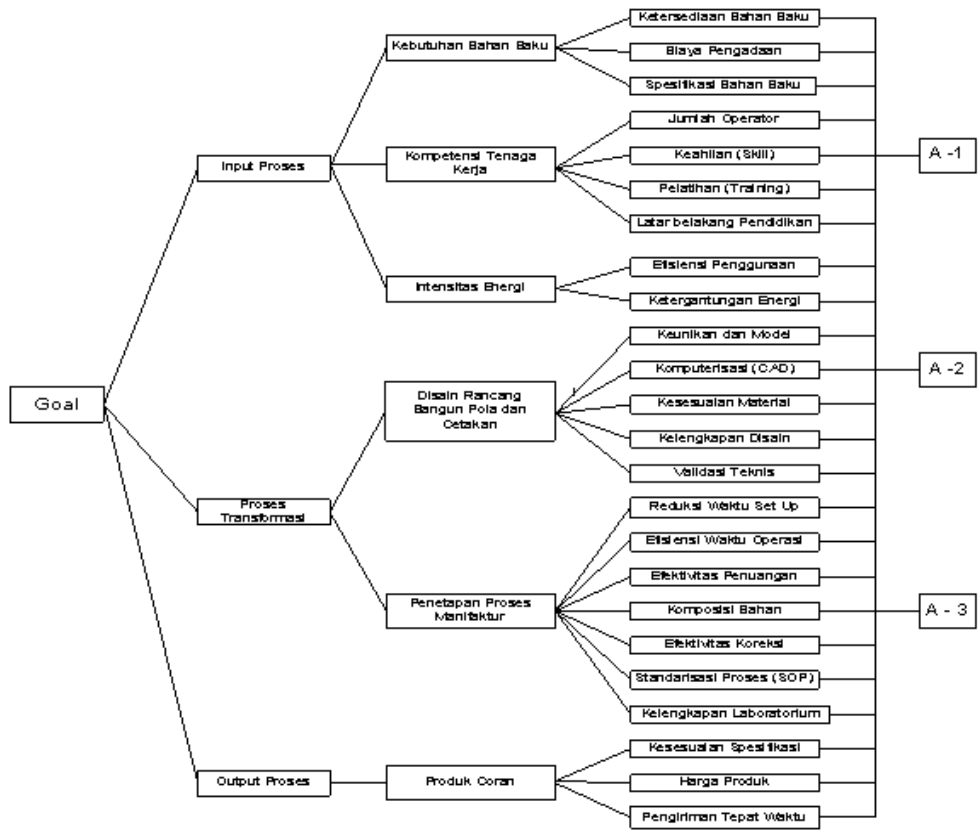 Goal
Input Proses
Proses
Transformasi
Output Proses
Kebutuhan Bahan Baku
Kompetensi Tenaga
Kerja
Intensitas Energi
Disain Rancang
Bangun Pola dan
Cetakan
Penetapan Proses
Manifaktur
Produk Coran
Ketersediaan Bahan Baku
Biaya Pengadaan
Spesifikasi Bahan Baku
Jumlah Operator
Keahlian (Skill)
Pelatihan (Training)
Latar belakang Pendidikan
Efisiensi Penggunaan
Ketergantungan Energi
Keunikan dan Model
Komputerisasi (CAD)
Kesesuaian Material
Kelengkapan Disain
Validasi Teknis
Reduksi Waktu Set Up
Efisiensi Waktu Operasi
Efektivitas Penuangan
Komposisi Bahan
Efektivitas Koreksi
Standarisasi Proses (SOP)
Kelengkapan Laboratorium
Kesesuaian Spesifikasi
Harga Produk
Pengiriman Tepat Waktu
A -1
A -2
A - 3